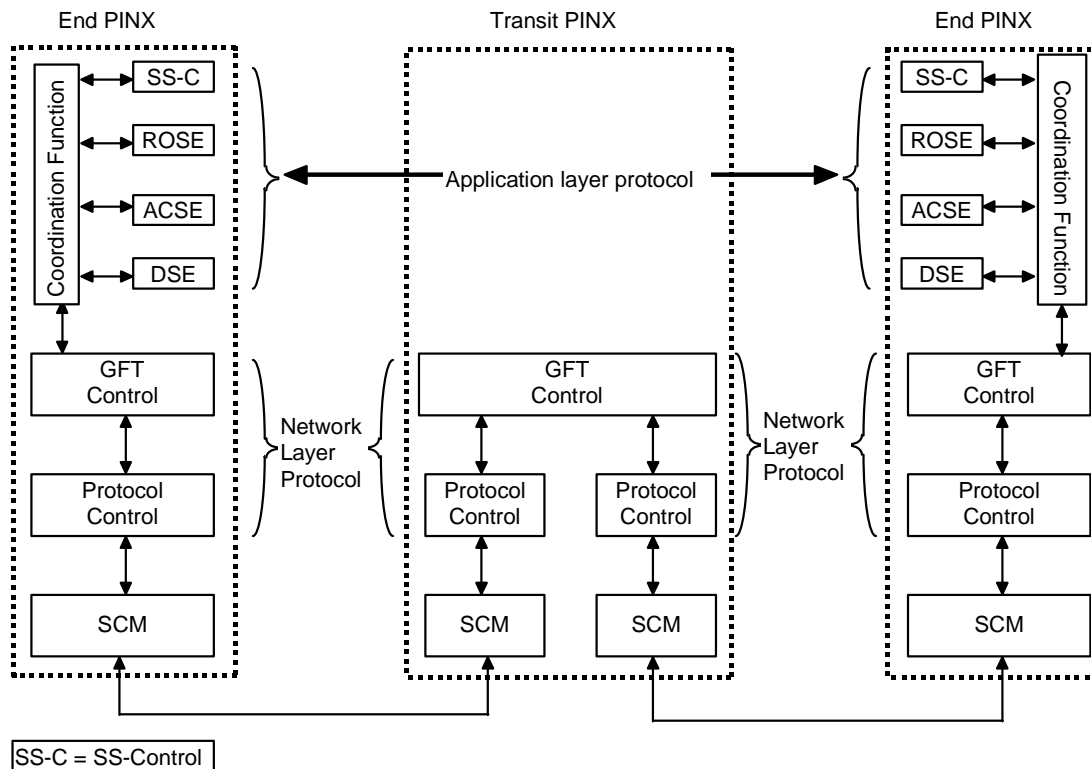 End PINX
Transit PINX
End PINX
Coordination Function
SS-C
ROSE
ACSE
DSE
Application layer protocol
SS-C
ROSE
ACSE
DSE
Coordination Function
GFT
Control
Network
Layer
Protocol
GFT
Control
Network
Layer
Protocol
GFT
Control
Protocol
Control
Protocol
Control
Protocol
Control
Protocol
Control
SCM
SCM
SCM
SCM
SS-C = SS-Control